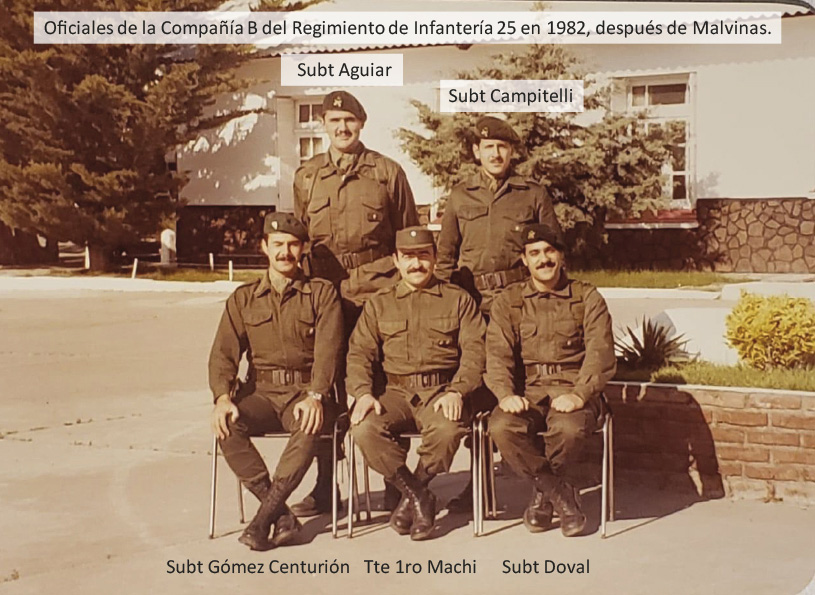 Oficiales de la Compañía B del Regimiento de Infantería 25 en 1982, después de Malvinas.
Subt Aguiar
Subt Campitelli
Subt Gómez Centurión Tte 1ro Machi Subt Doval